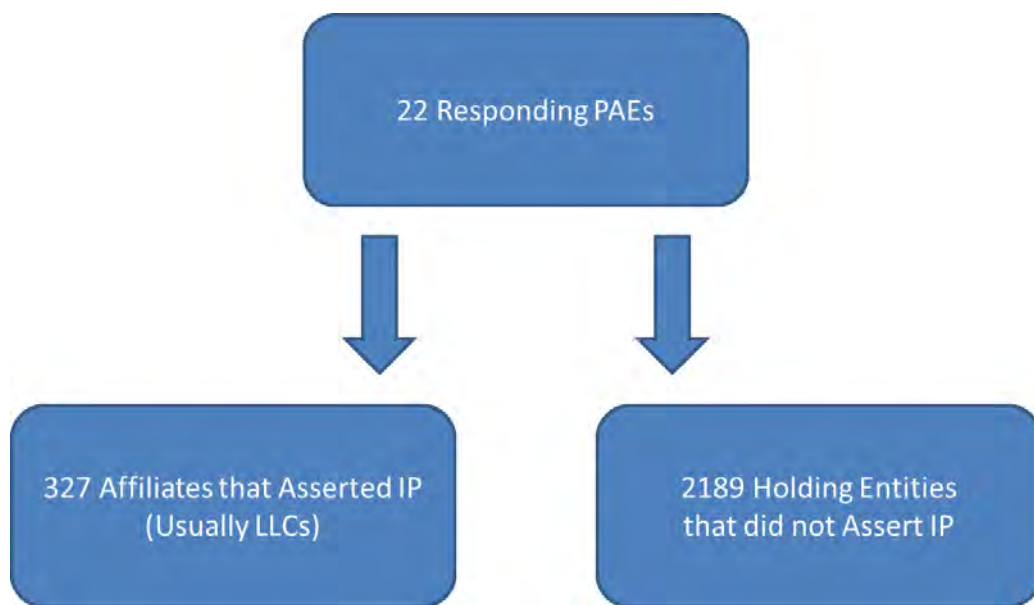 22 Responding PAEs
327 Affiliates that Asserted IP
(Usually LLCs)
2189 Holding Entities
that did not Assert IP